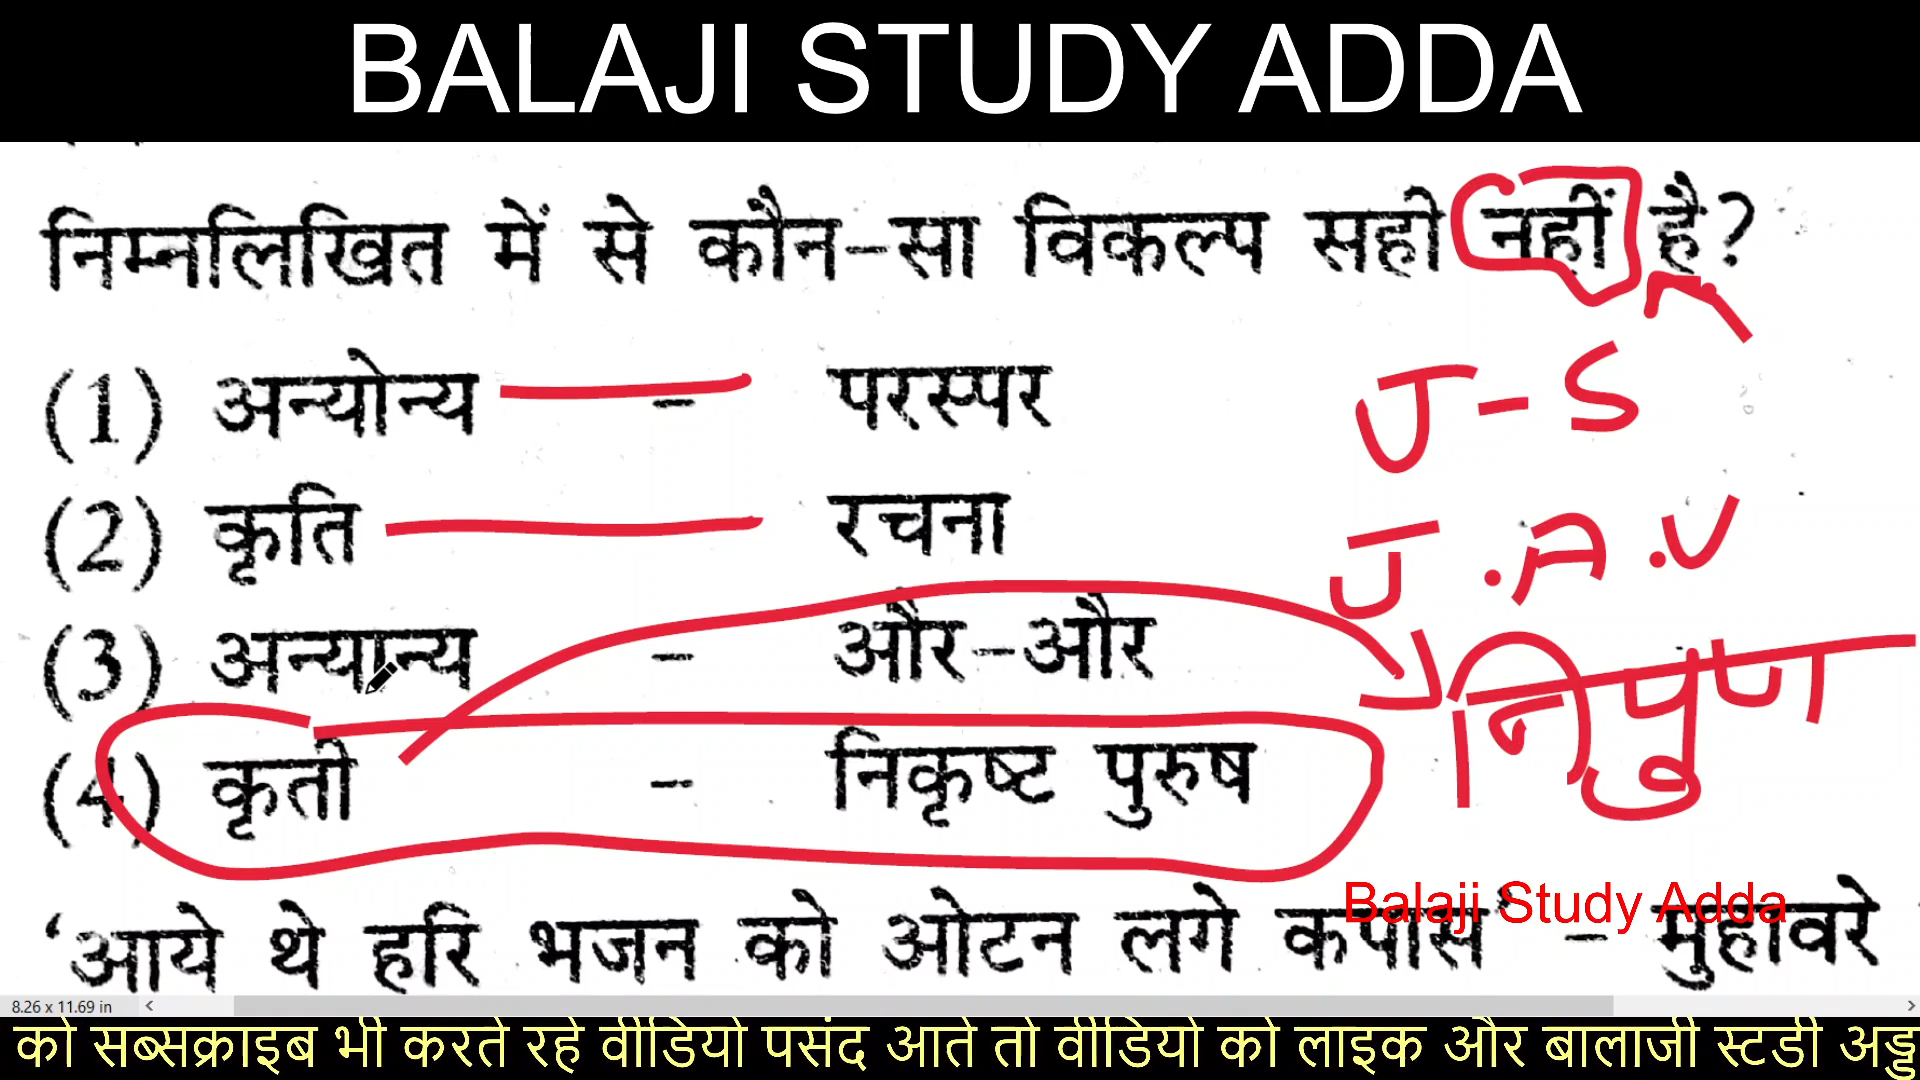 BALAJI STUDY ADDA
निम्नलिखित में से कौन-सा विकल्प सही नहीं है?
(1) अन्योन्य - परस्पर
(2) कृति रचना
(3) अन्यान्य - और-और
(4) कृती - निकृष्ट पुरुष
निपुण
Balaji Study Adda
'आये थे हरि भजन को ओटन लगे कपास' - मुहावरे
8.26 x 11.69 in
को सब्सक्राइब भी करते रहे वीडियो पसंद आते तो वीडियो को लाइक और बालाजी स्टडी अड्ड